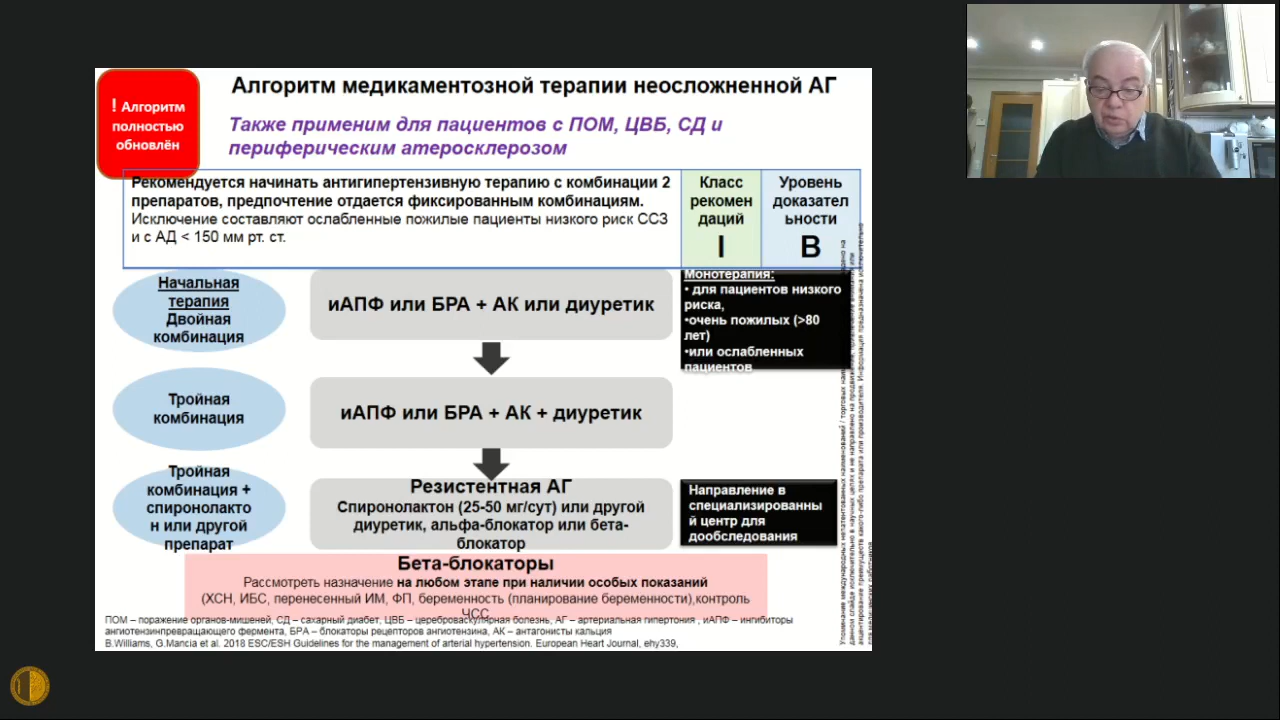 ! Алгоритм
полностью
обновлён
Алгоритм медикаментозной терапии неосложненной АГ
Также применим для пациентов с ПОМ, ЦВБ, СД и
периферическим атеросклерозом
Рекомендуется начинать антигипертензивную терапию с комбинации 2
препаратов, предпочтение отдается фиксированным комбинациям.
Исключение составляют ослабленные пожилые пациенты низкого риск ССЗ
и с АД < 150 мм рт. ст.
Класс
рекомен
даций
I
Уровень
доказател
ьности
B
Начальная
терапия
Двойная
комбинация
иАПФ или БРА + АК или диуретик
Монотерапия:
• для пациентов низкого
риска,
•очень пожилых (>80
лет)
•или ослабленных
пациентов
Тройная
комбинация
иАПФ или БРА + АК + диуретик
Тройная
комбинация +
спиронолакто
н или другой
препарат
Резистентная АГ
Спиронолактон (25-50 мг/сут) или другой
диуретик, альфа-блокатор или бета-
блокатор
Направление в
специализированны
й центр для
дообследования
Бета-блокаторы
Рассмотреть назначение на любом этапе при наличии особых показаний
(ХСН, ИБС, перенесенный ИМ, ФП, беременность (планирование беременности),контроль
ЧСС
ПОМ – поражение органов-мишеней, СД – сахарный диабет, ЦВБ – цереброваскулярная болезнь, АГ – артериальная гипертония , иАПФ – ингибиторы
ангиотензинпревращающего фермента, БРА – блокаторы рецепторов ангиотензина, АК – антагонисты кальция
B.Williams, G.Mancia et al. 2018 ESC/ESH Guidelines for the management of arterial hypertension. European Heart Journal, ehy339,